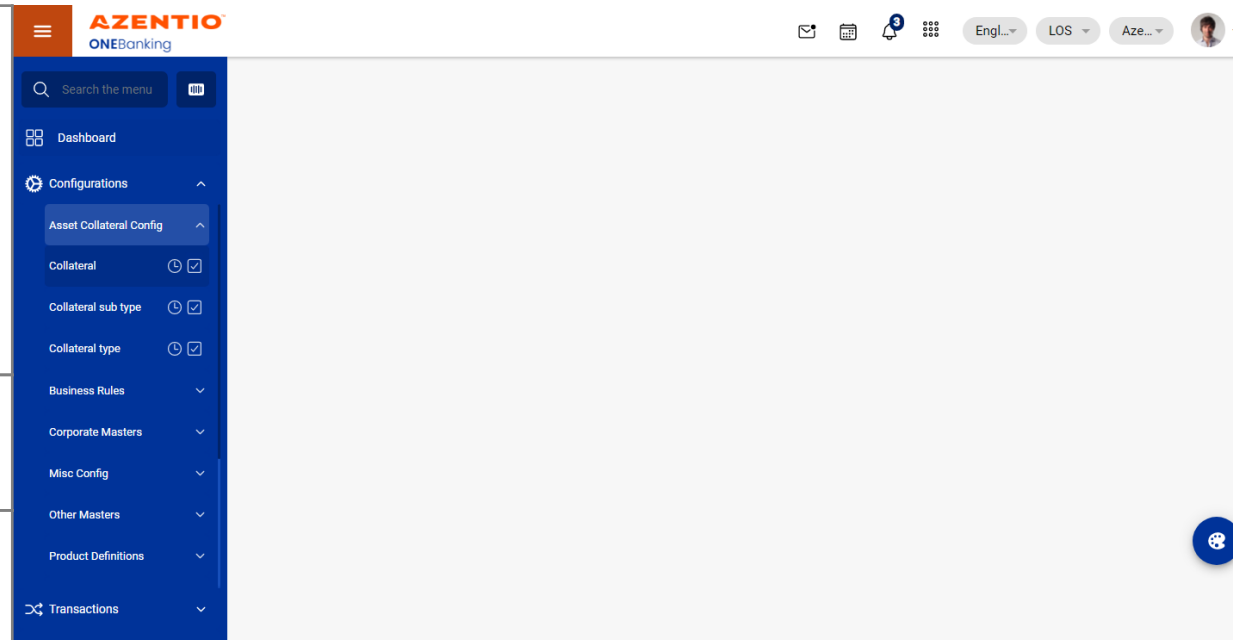 AZENTIO
ONEBanking
3
Engl...
LOS
Aze...
Search the menu
Dashboard
Configurations
Asset Collateral Config
Collateral
Collateral sub type
Collateral type
Business Rules
Corporate Masters
Misc Config
Other Masters
Product Definitions
Transactions